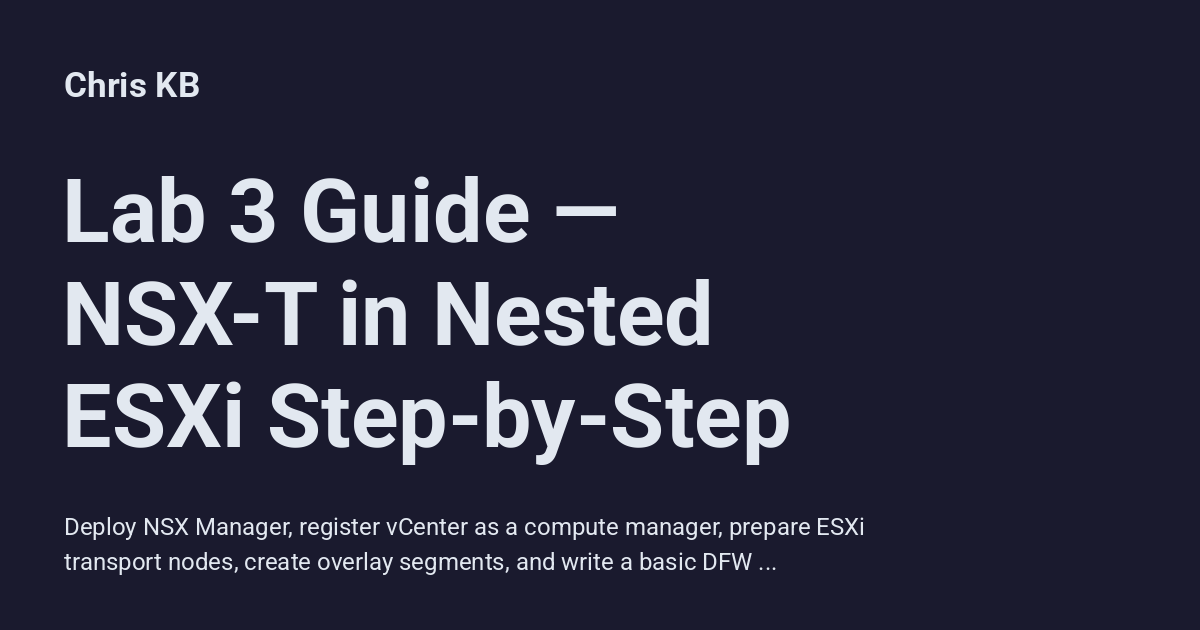 Chris KB
Lab 3 Guide —
NSX-T in Nested
ESXi Step-by-Step
Deploy NSX Manager, register vCenter as a compute manager, prepare ESXi
transport nodes, create overlay segments, and write a basic DFW ...